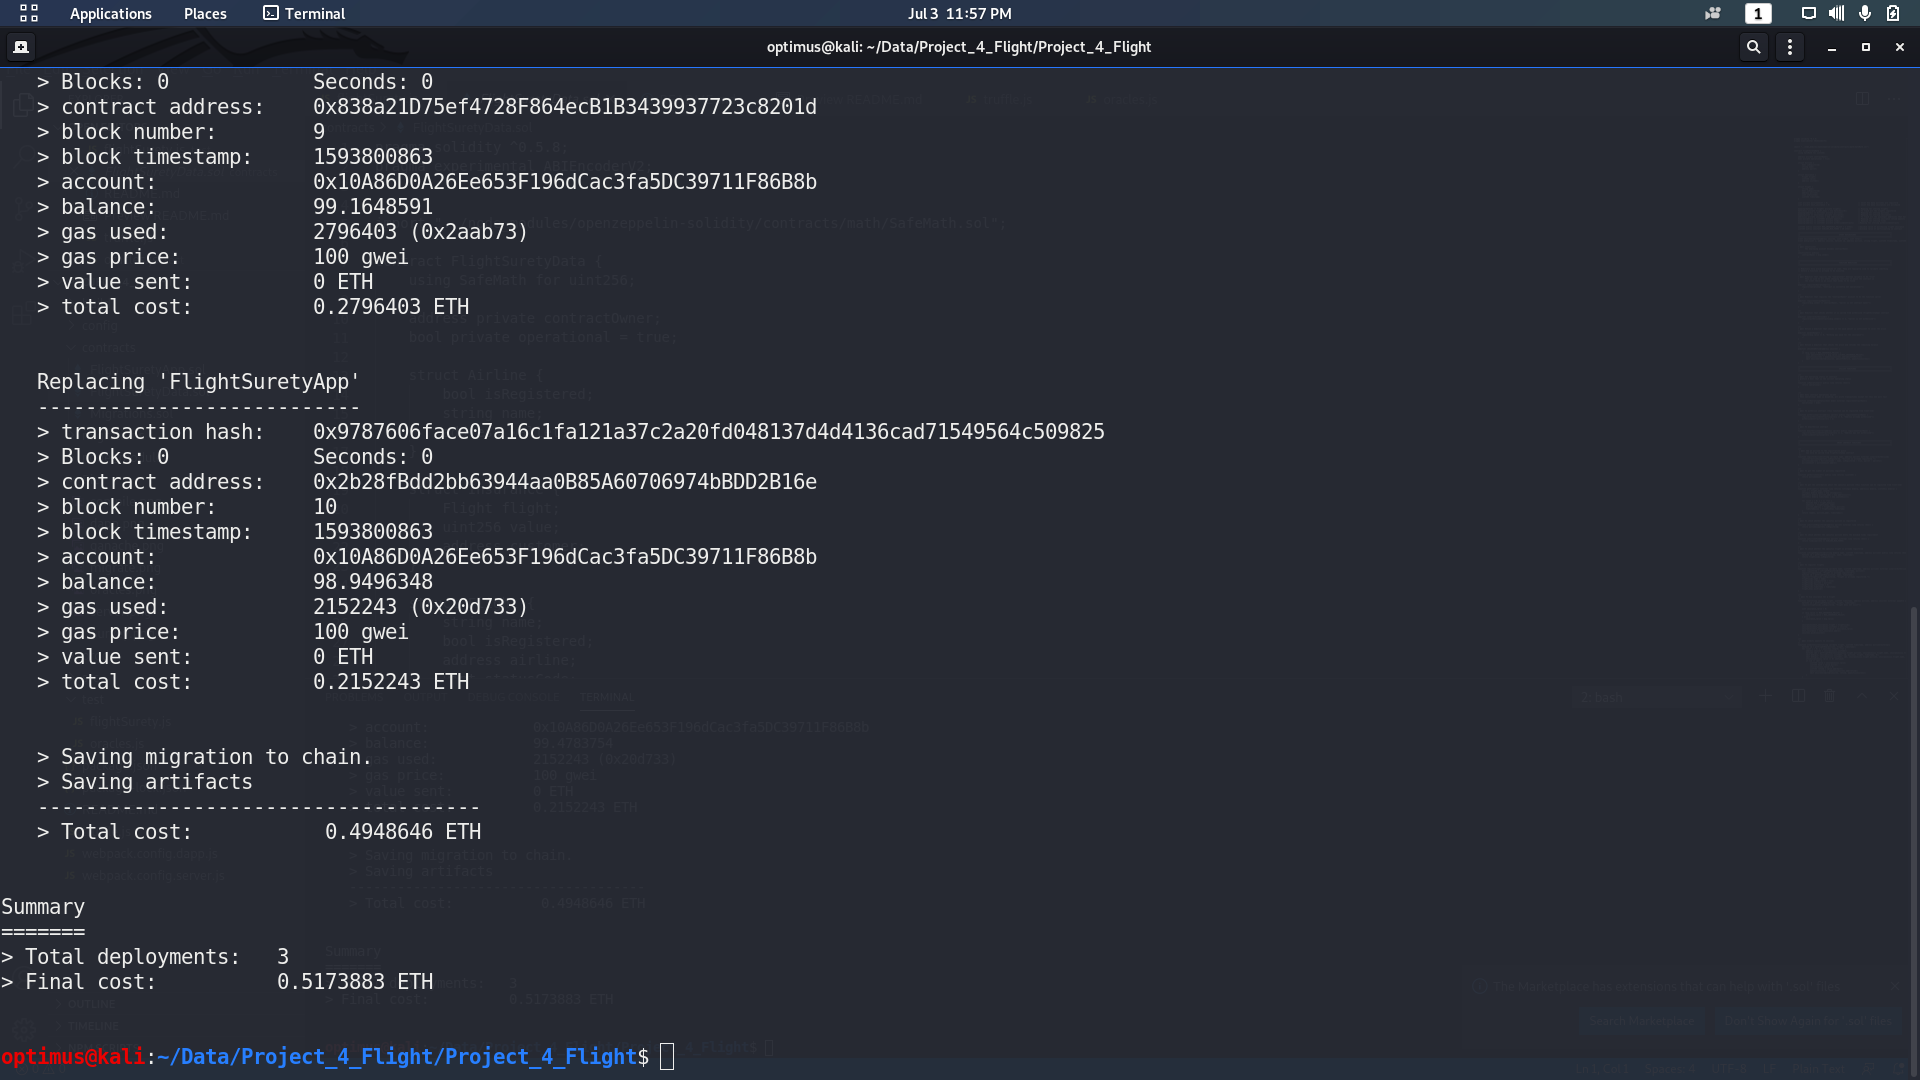 Applications Places Terminal Jul 3 11:57 PM 1
optimus@kali: ~/Data/Project_4_Flight/Project_4_Flight
> Blocks: 0 Seconds: 0
> contract address: 0x838a21D75ef4728F864ecB1B3439937723c8201d
> block number: 9
> block timestamp: 1593800863
> account: 0x10A86D0A26Ee653F196dCac3fa5DC39711F86B8b
> balance: 99.1648591
> gas used: 2796403 (0x2aab73)
> gas price: 100 gwei
> value sent: 0 ETH
> total cost: 0.2796403 ETH
Replacing 'FlightSuretyApp'
---------------------------
> transaction hash: 0x9787606face07a16c1fa121a37c2a20fd048137d4d4136cad71549564c509825
> Blocks: 0 Seconds: 0
> contract address: 0x2b28fBdd2bb63944aa0B85A60706974bBDD2B16e
> block number: 10
> block timestamp: 1593800863
> account: 0x10A86D0A26Ee653F196dCac3fa5DC39711F86B8b
> balance: 98.9496348
> gas used: 2152243 (0x20d733)
> gas price: 100 gwei
> value sent: 0 ETH
> total cost: 0.2152243 ETH
> Saving migration to chain.
> Saving artifacts
-------------------------------------
> Total cost: 0.4948646 ETH
Summary
=======
> Total deployments: 3
> Final cost: 0.5173883 ETH
optimus@kali:~/Data/Project_4_Flight/Project_4_Flight$